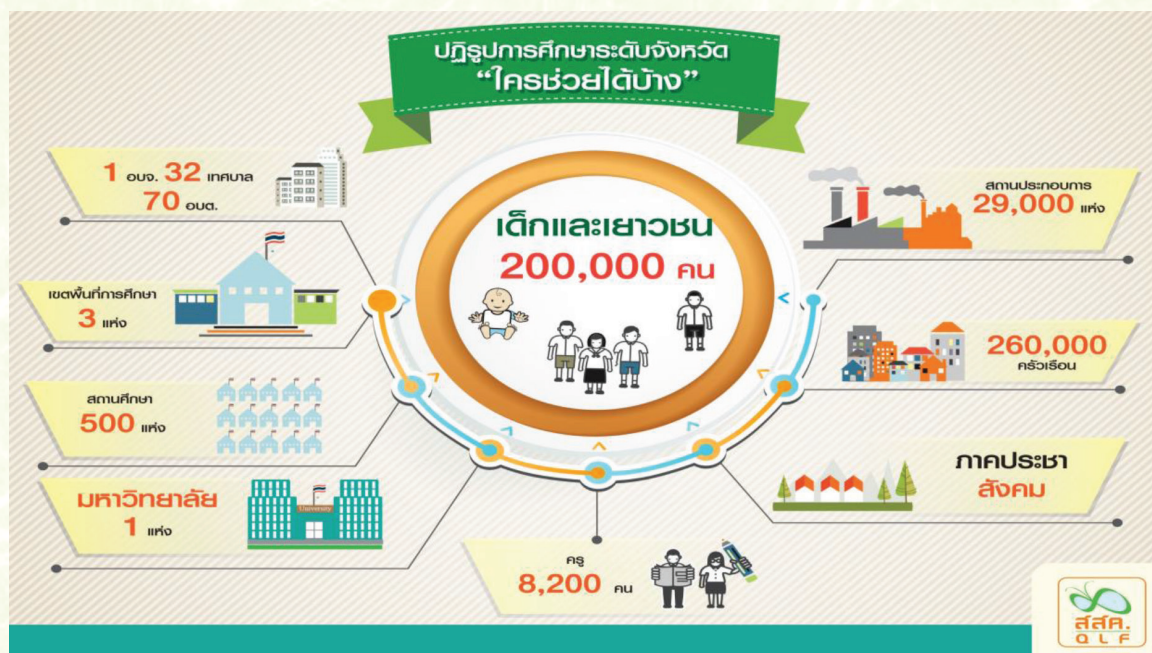 ปฏิรูปการศึกษาระดับจังหวัด
“ใครช่วยได้บ้าง”
1 อบจ. 32 เทศบาล
70 อบต.
เขตพื้นที่การศึกษา
3 แห่ง
สถานศึกษา
500 แห่ง
มหาวิทยาลัย
1 แห่ง
University
เด็กและเยาวชน
200,000 คน
ครู
8,200 คน
สถานประกอบการ
29,000 แห่ง
260,000
ครัวเรือน
ภาคประชา
สังคม
สสค.
QLF